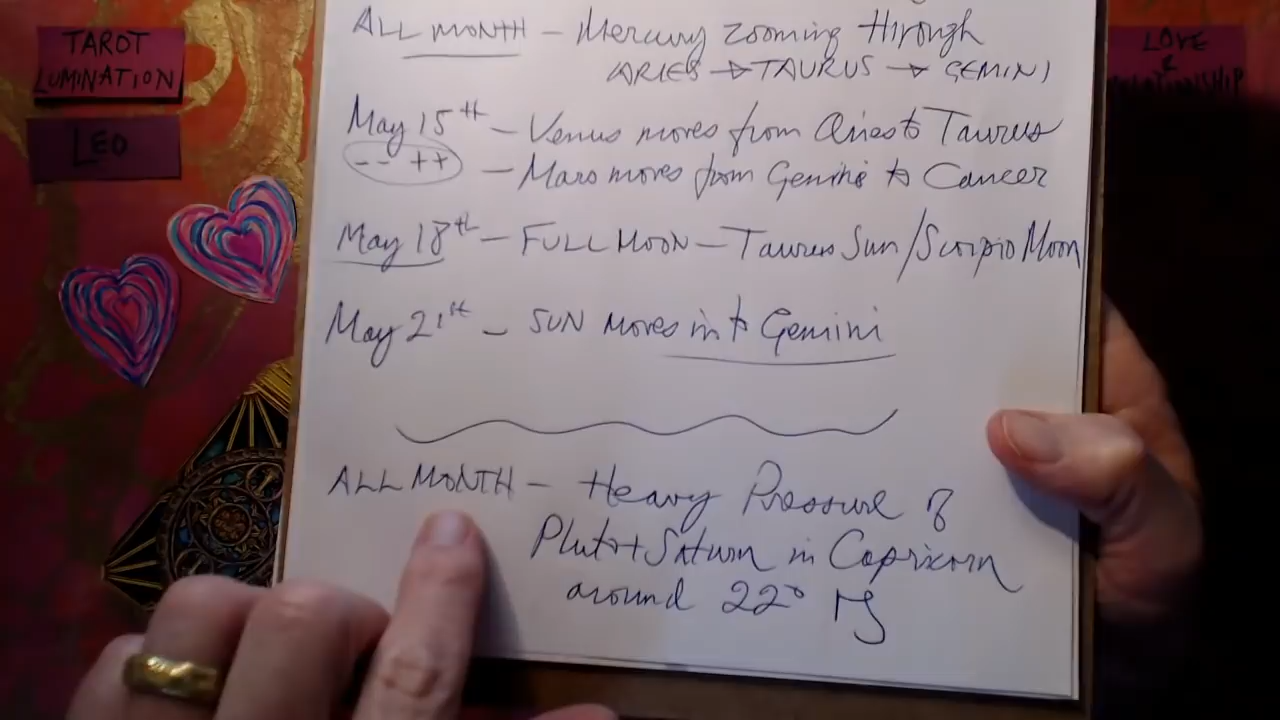 TAROT
LUMINATION
LEO
LOVE
&
RELATIONSHIP
ALL MONTH – Mercury zooming through
ARIES → TAURUS → GEMINI
May 15th – Venus moves from Aries to Taurus
-- ++ – Mars moves from Gemini to Cancer
May 18th – FULL MOON – Taurus Sun/Scorpio Moon
May 21st – SUN moves into Gemini
ALL MONTH – Heavy Pressure of
Pluto + Saturn in Capricorn
around 22° ♑